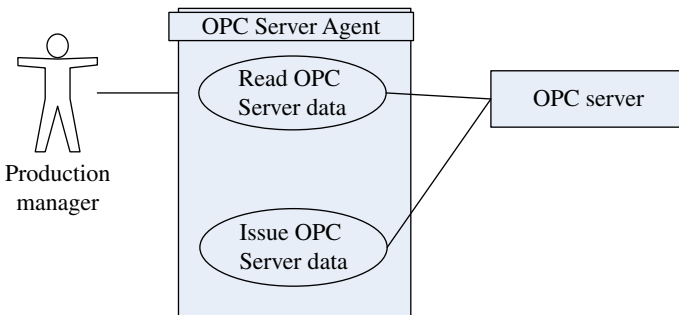 OPC Server Agent
Read OPC
Server data
OPC server
Production
manager
Issue OPC
Server data